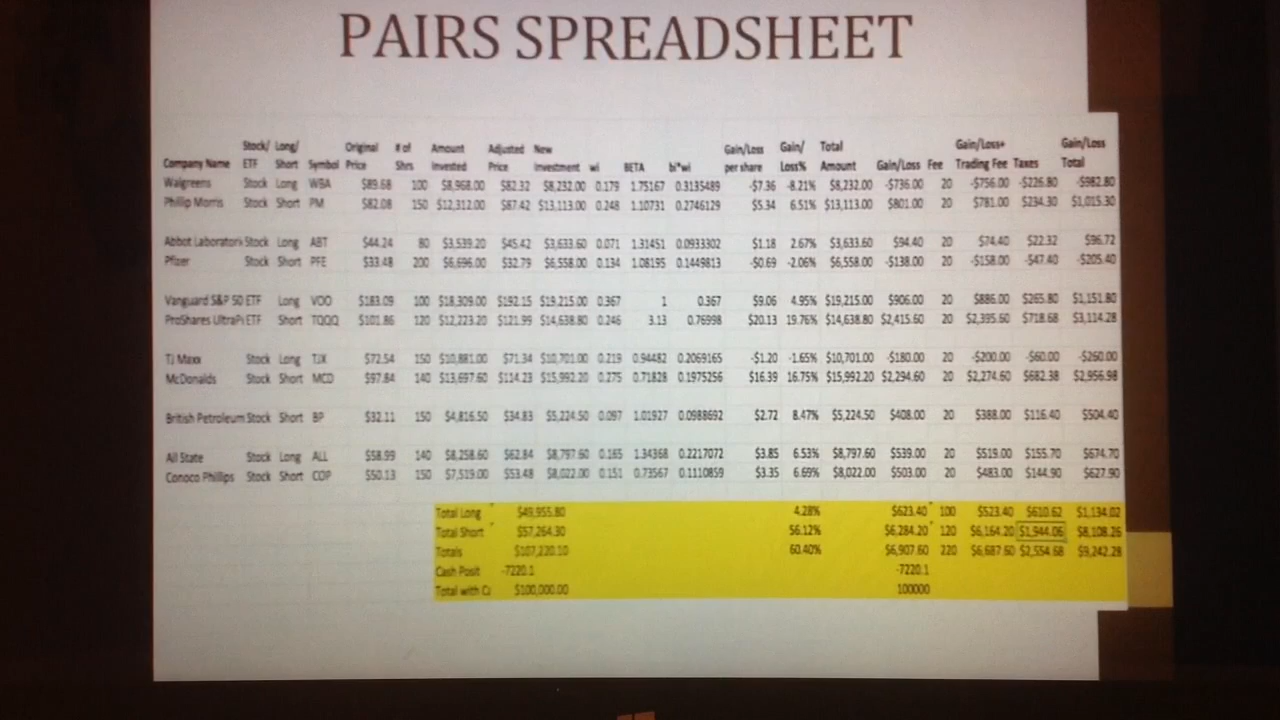 PAIRS SPREADSHEET
Stock/ Long/ Original # of Amount Adjusted New Gain/Loss Gain/ Total Gain/Loss+ Gain/Loss
Company Name ETF Short Symbol Price Shrs Invested Price Investment wi BETA bi*wi per share Loss% Amount Gain/Loss Fee Trading Fee Taxes Total
Walgreens Stock Long WBA $89.68 100 $8,968.00 $82.32 $8,232.00 0.179 1.75167 0.3135489 -$7.36 -8.21% $8,232.00 -$736.00 20 -$756.00 -$226.80 -$982.80
Phillip Morris Stock Short PM $82.08 150 $12,312.00 $87.42 $13,113.00 0.248 1.10731 0.2746129 $5.34 6.51% $13,113.00 $801.00 20 $781.00 $234.30 $1,015.30
Abbot Laboratori Stock Long ABT $44.24 80 $3,539.20 $45.42 $3,633.60 0.071 1.31451 0.0933302 $1.18 2.67% $3,633.60 $94.40 20 $74.40 $22.32 $96.72
Pfizer Stock Short PFE $33.48 200 $6,696.00 $32.79 $6,558.00 0.134 1.08195 0.1449813 -$0.69 -2.06% $6,558.00 -$138.00 20 -$158.00 -$47.40 -$205.40
Vanguard S&P 50 ETF Long VOO $183.09 100 $18,309.00 $192.15 $19,215.00 0.367 1 0.367 $9.06 4.95% $19,215.00 $906.00 20 $886.00 $265.80 $1,151.80
ProShares UltraP ETF Short TQQQ $101.86 120 $12,223.20 $121.99 $14,638.80 0.246 3.13 0.76998 $20.13 19.76% $14,638.80 $2,415.60 20 $2,395.60 $718.68 $3,114.28
TJ Maxx Stock Long TJX $72.54 150 $10,881.00 $71.34 $10,701.00 0.219 0.94482 0.2069165 -$1.20 -1.65% $10,701.00 -$180.00 20 -$200.00 -$60.00 -$260.00
McDonalds Stock Short MCD $97.84 140 $13,697.60 $114.23 $15,992.20 0.275 0.71828 0.1975256 $16.39 16.75% $15,992.20 $2,294.60 20 $2,274.60 $682.38 $2,956.98
British Petroleum Stock Short BP $32.11 150 $4,816.50 $34.83 $5,224.50 0.097 1.01927 0.0988692 $2.72 8.47% $5,224.50 $408.00 20 $388.00 $116.40 $504.40
All State Stock Long ALL $58.99 140 $8,258.60 $62.84 $8,797.60 0.165 1.34368 0.2217072 $3.85 6.53% $8,797.60 $539.00 20 $519.00 $155.70 $674.70
Conoco Phillips Stock Short COP $50.13 150 $7,519.00 $53.48 $8,022.00 0.151 0.73567 0.1110859 $3.35 6.69% $8,022.00 $503.00 20 $483.00 $144.90 $627.90
Total Long $49,955.80 4.28% $623.40 100 $523.40 $610.62 $1,134.02
Total Short $57,264.30 56.12% $6,284.20 120 $6,164.20 $1,944.06 $8,108.26
Totals $107,220.10 60.40% $6,907.60 220 $6,687.60 $2,554.68 $9,242.28
Cash Posit -7220.1 -7220.1
Total with Ca $100,000.00 100000